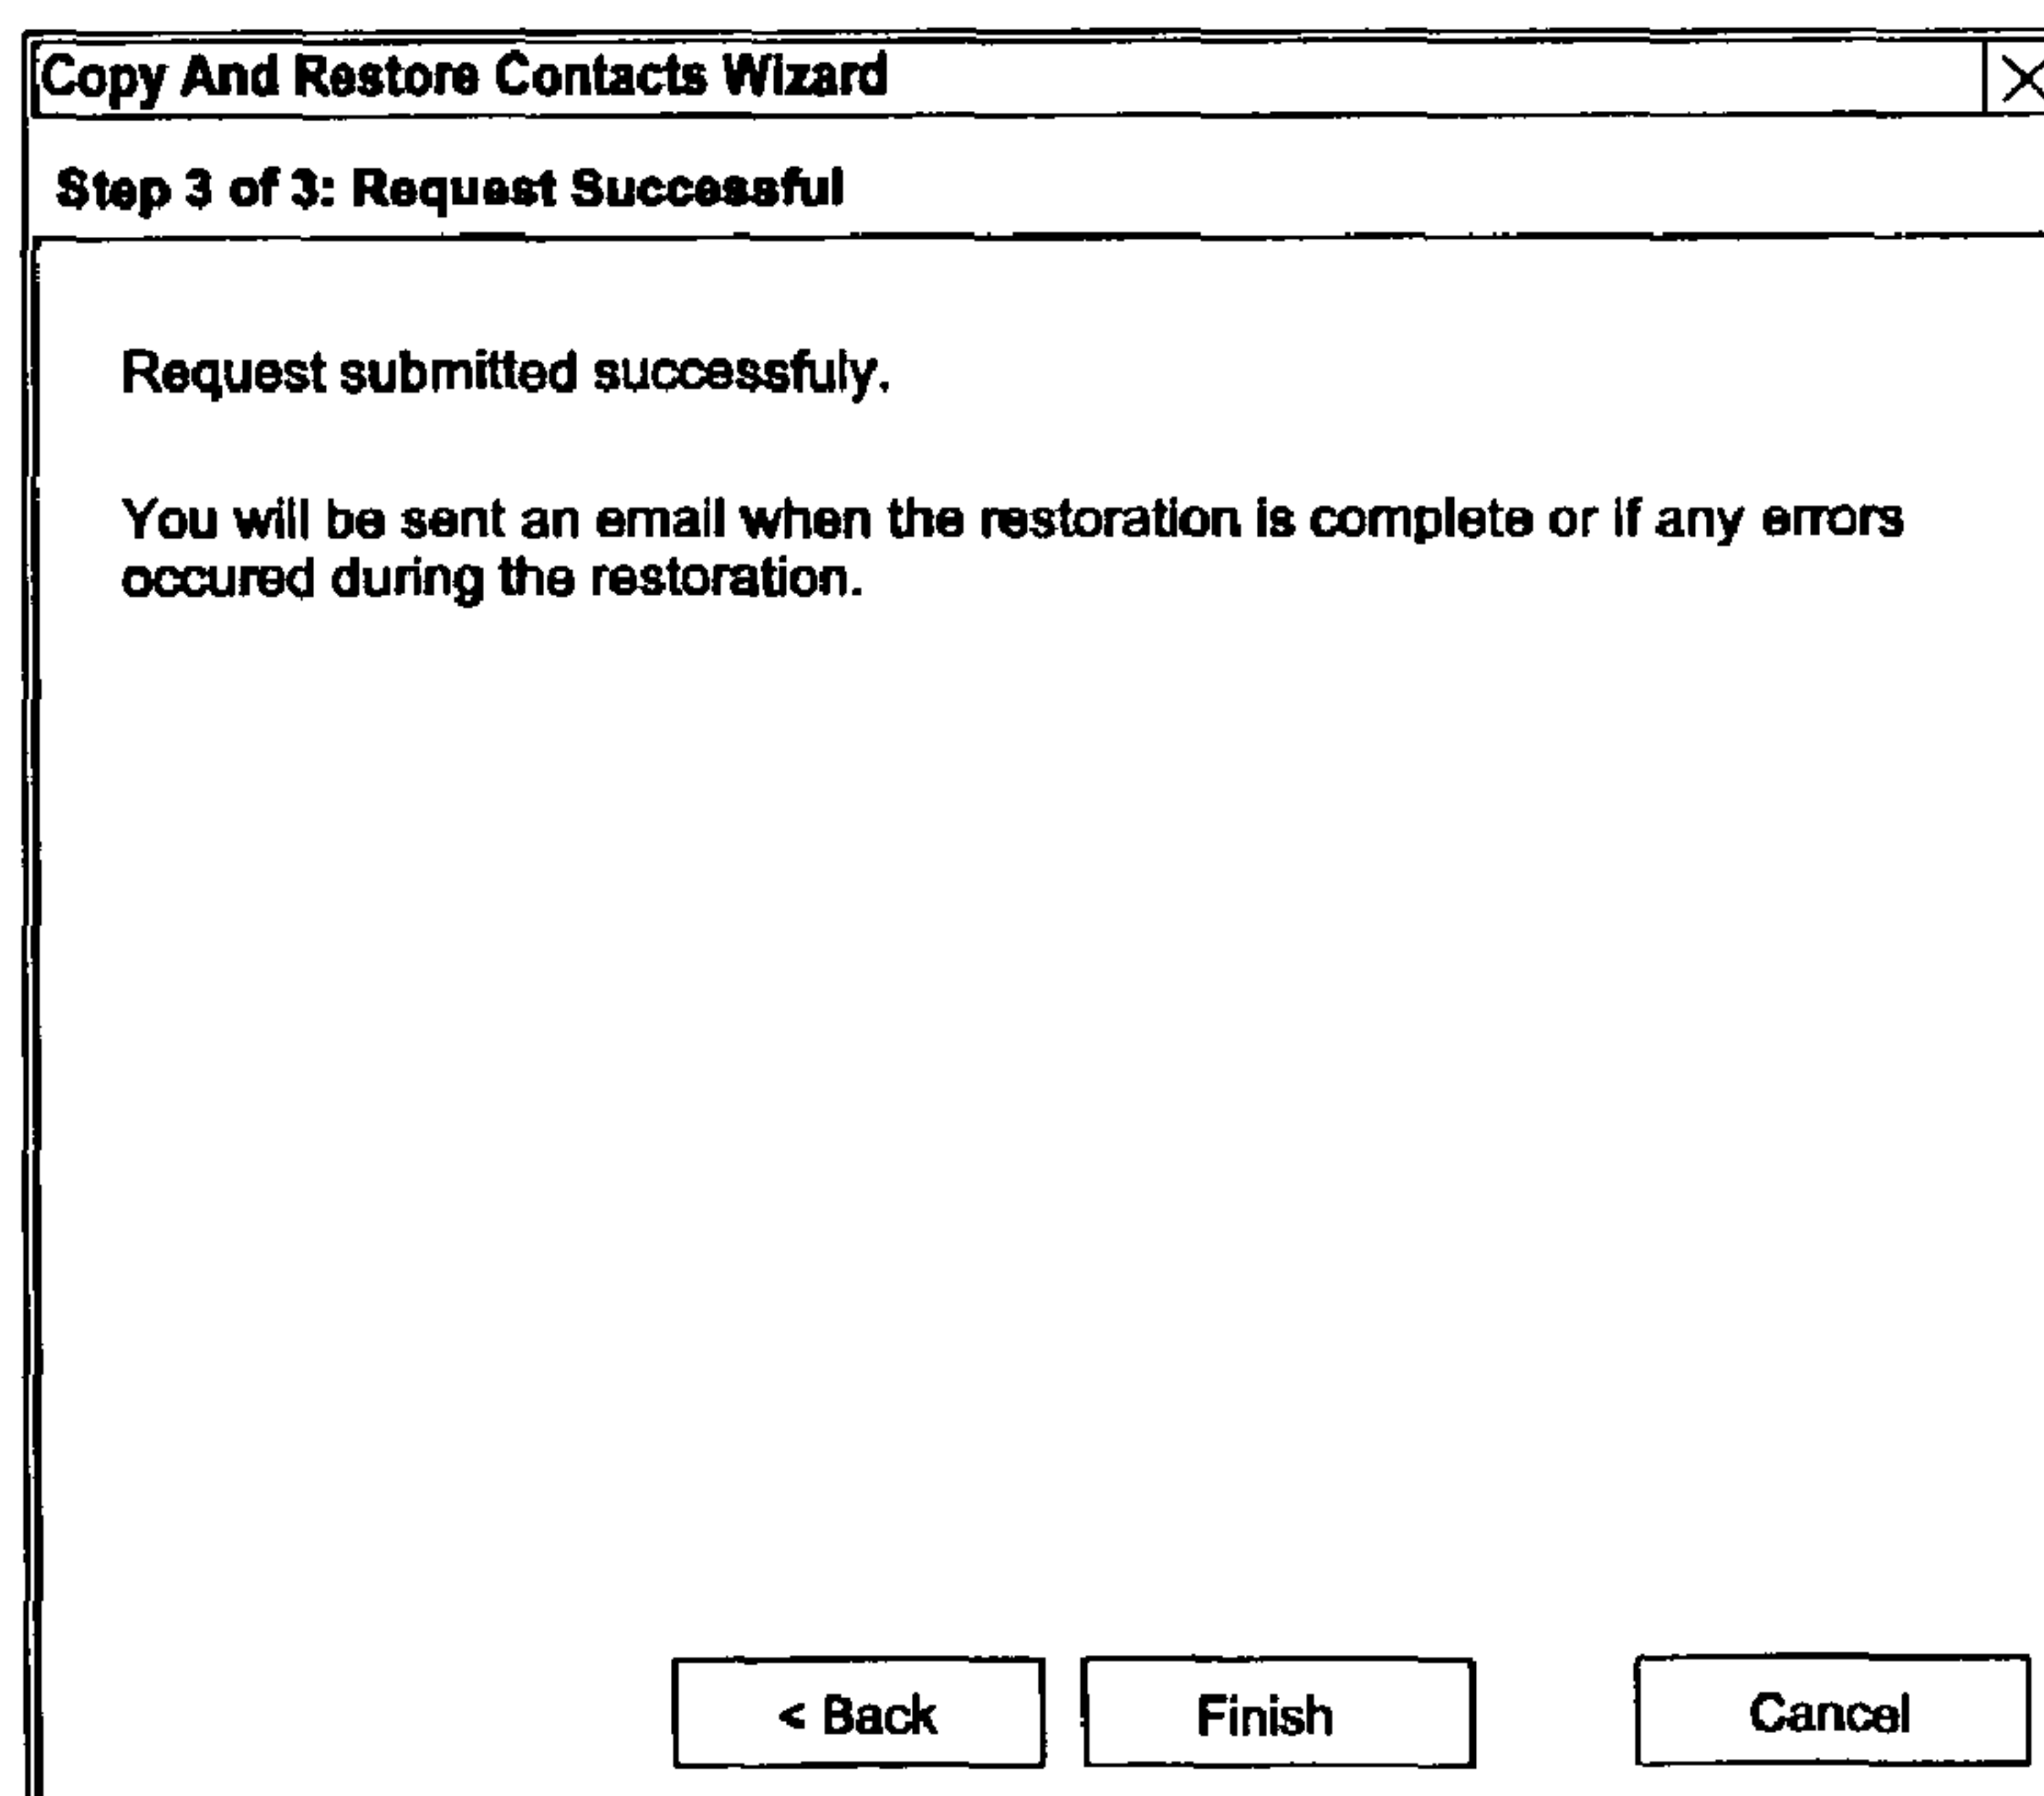 Copy And Restore Contacts Wizard
Step 3 of 3: Request Successful
Request submitted successfuly.
You will be sent an email when the restoration is complete or if any errors
occured during the restoration.
< Back Finish Cancel